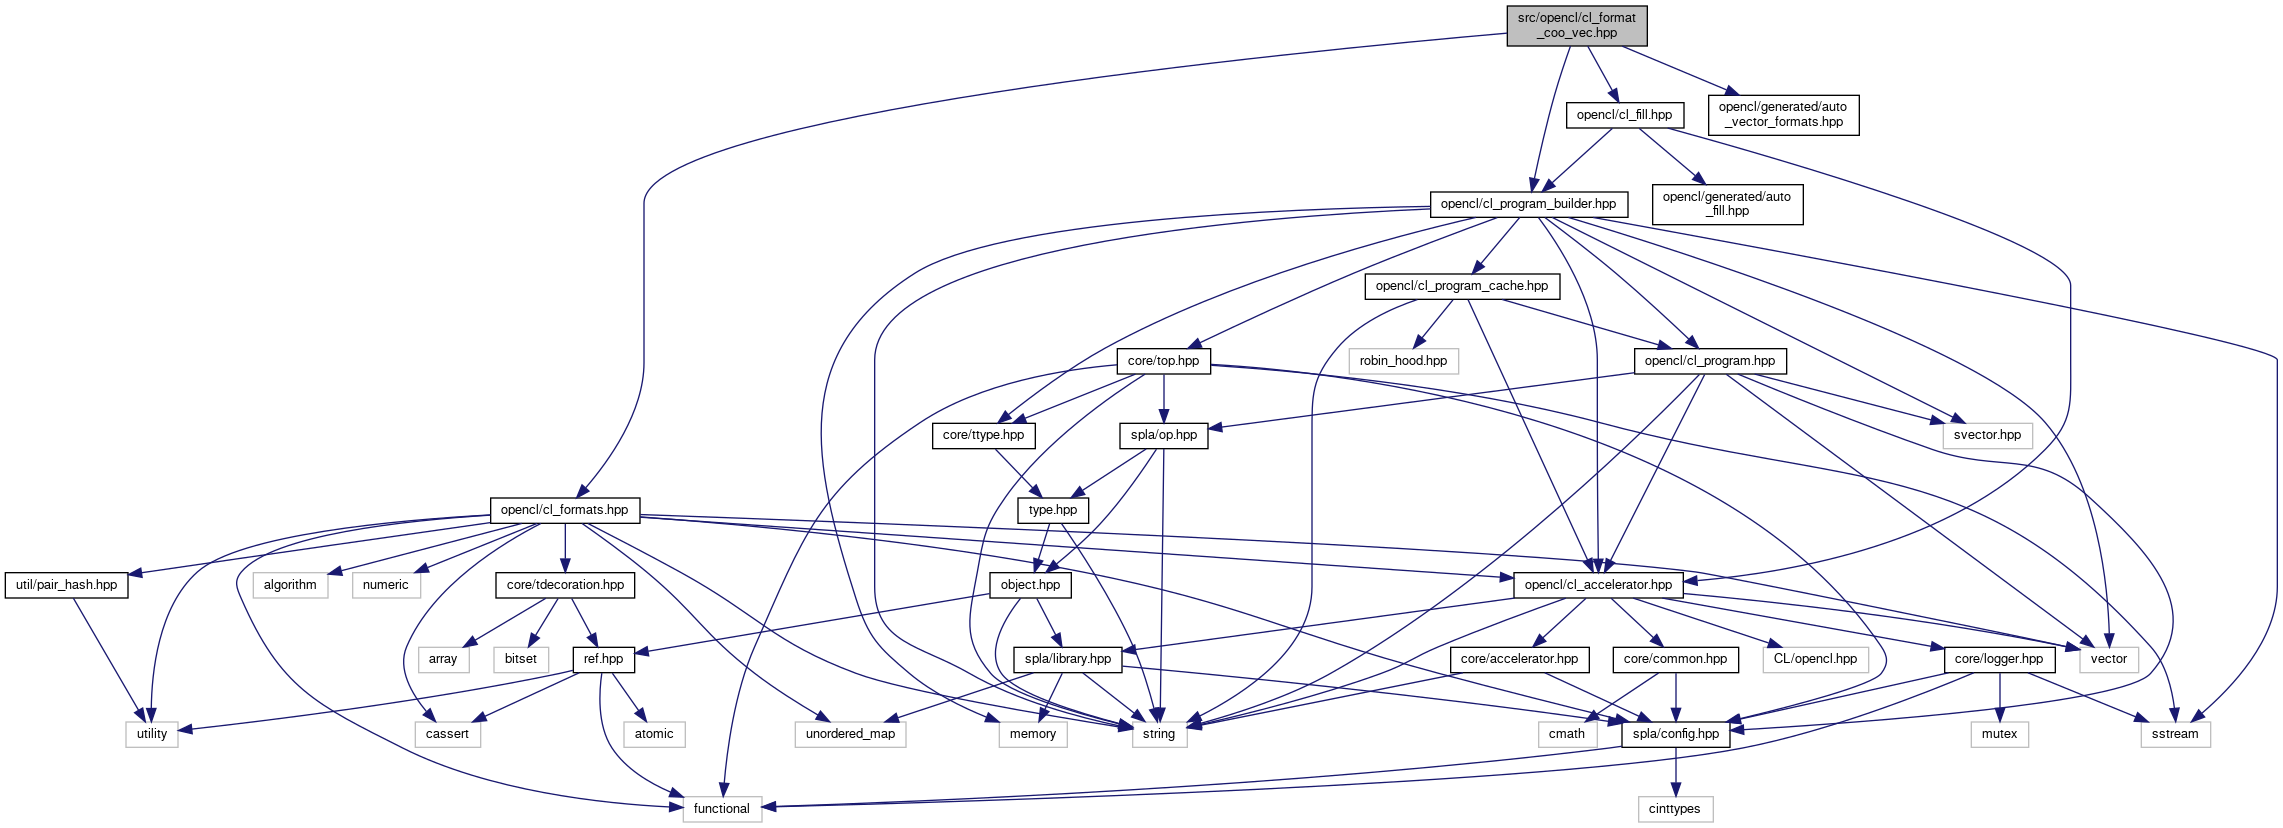 src/opencl/cl_format
_coo_vec.hpp
opencl/cl_fill.hpp
opencl/generated/auto
_vector_formats.hpp
opencl/cl_program_builder.hpp
opencl/generated/auto
_fill.hpp
opencl/cl_program_cache.hpp
core/top.hpp
robin_hood.hpp
opencl/cl_program.hpp
core/ttype.hpp
spla/op.hpp
svector.hpp
opencl/cl_formats.hpp
type.hpp
util/pair_hash.hpp
algorithm
numeric
core/tdecoration.hpp
object.hpp
opencl/cl_accelerator.hpp
array
bitset
ref.hpp
spla/library.hpp
core/accelerator.hpp
core/common.hpp
CL/opencl.hpp
core/logger.hpp
vector
utility
cassert
atomic
unordered_map
memory
string
cmath
spla/config.hpp
mutex
sstream
functional
cinttypes